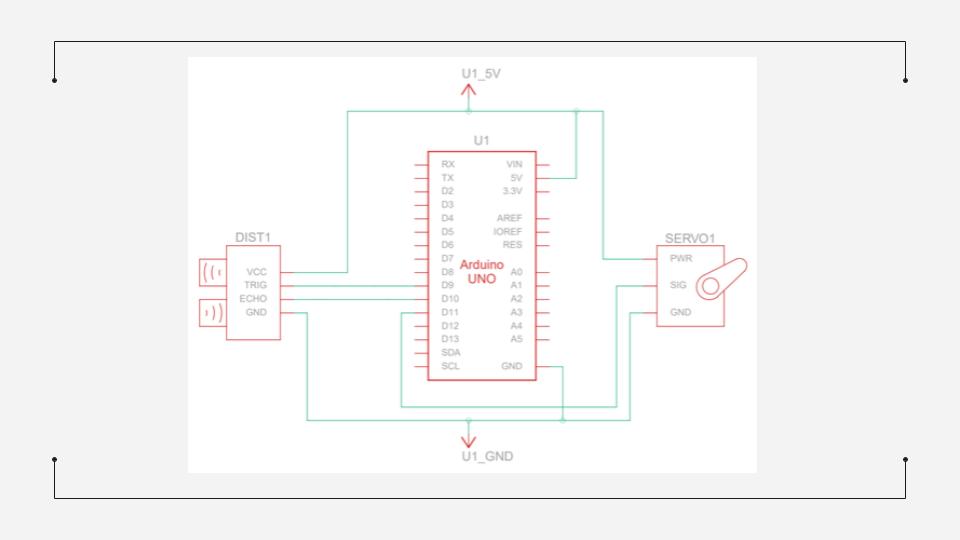 U1_5V
U1
RX VIN
TX 5V
D2 3.3V
D3
D4 AREF
D5 IOREF
D6 RES
D7
D8 A0
D9 A1
D10 A2
D11 A3
D12 A4
D13 A5
SDA
SCL GND
Arduino
UNO
DIST1
VCC
TRIG
ECHO
GND
SERVO1
PWR
SIG
GND
U1_GND